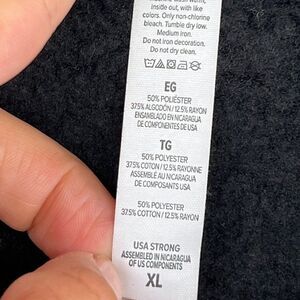 inside out, with like
colors. Only non-chlorine
bleach. Tumble dry low.
Medium iron.
Do not iron decoration.
Do not dry clean.
EG
50% POLIÉSTER
37.5% ALGODÓN / 12.5% RAYON
ENSAMBLADO EN NICARAGUA
DE COMPONENTES DE USA
TG
50% POLYESTER
37.5% COTON / 12.5% RAYONNE
ASSEMBLÉ AU NICARAGUA
DE COMPOSANTS USA
50% POLYESTER
37.5% COTTON / 12.5% RAYON
USA STRONG
ASSEMBLED IN NICARAGUA
OF US COMPONENTS
XL